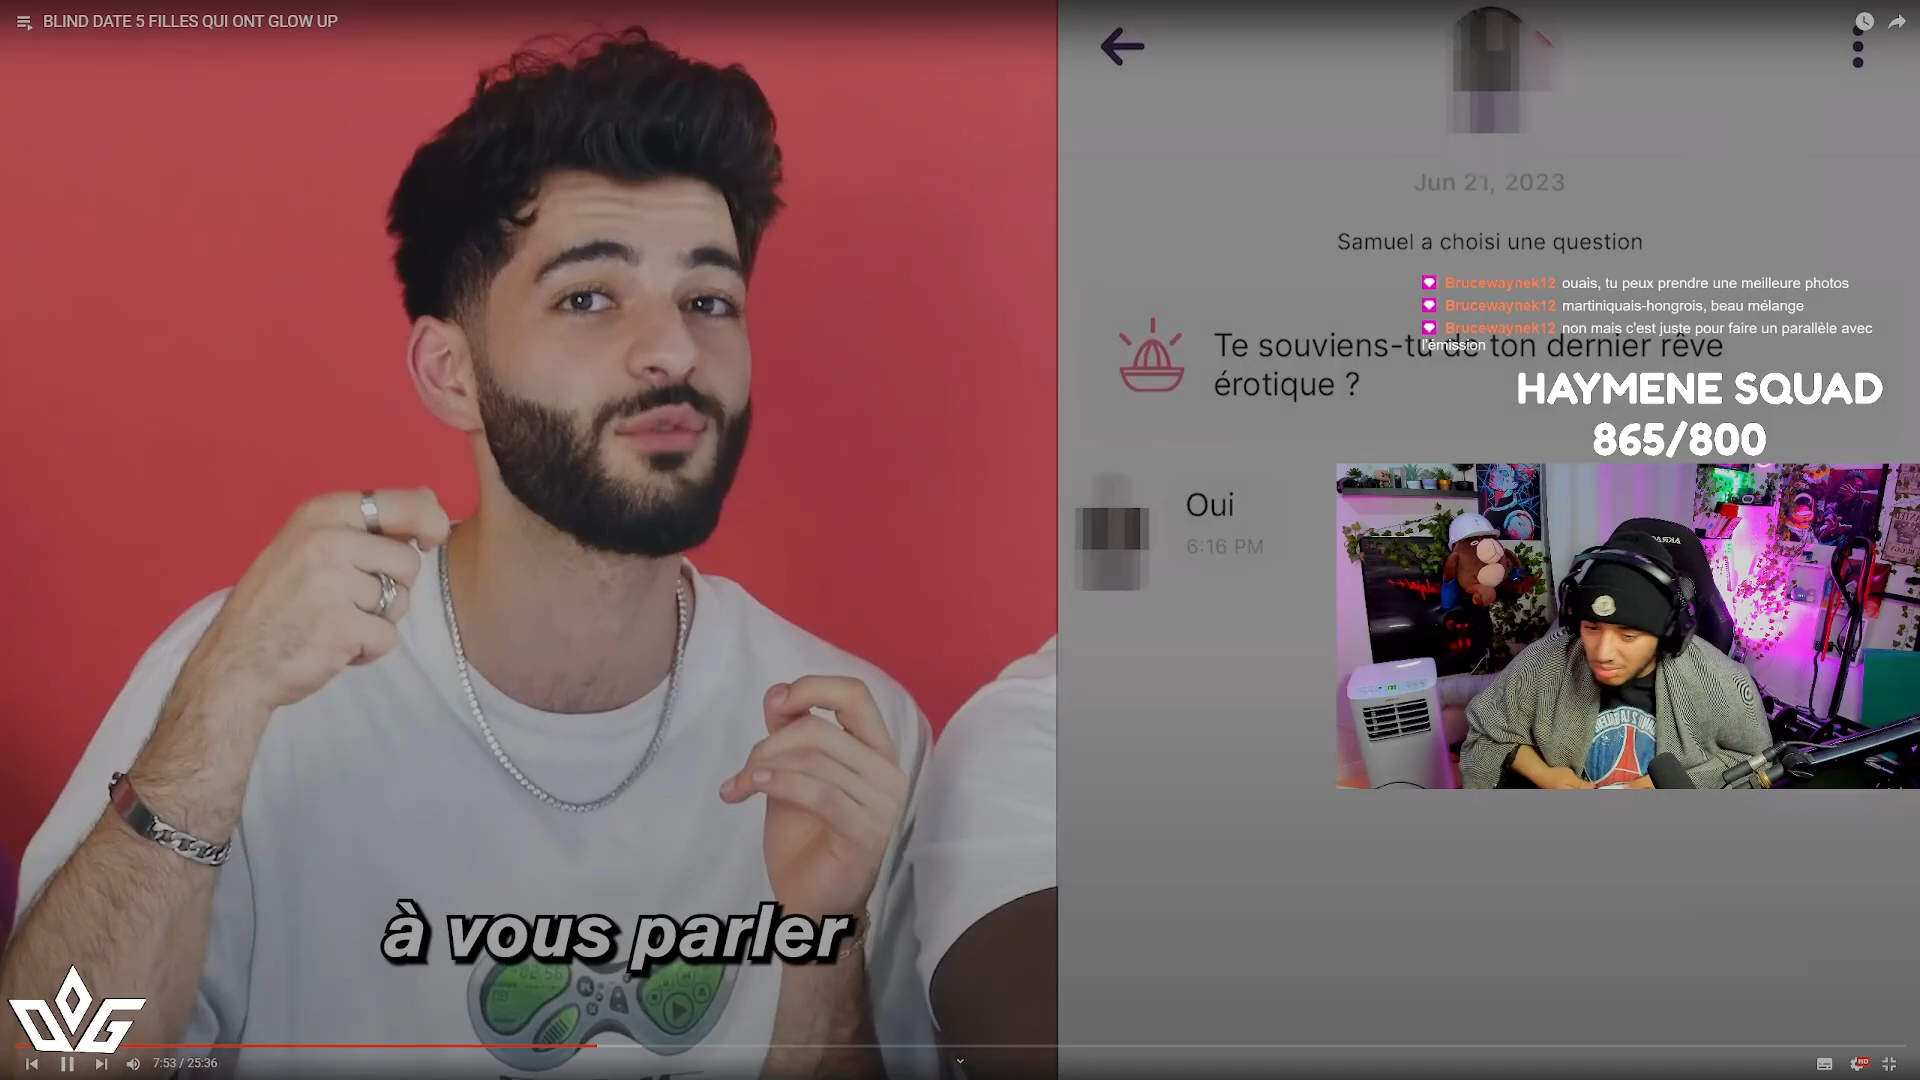 BLIND DATE 5 FILLES QUI ONT GLOW UP
Jun 21, 2023
Samuel a choisi une question
Brucewaynek12 ouais, tu peux prendre une meilleure photos
Brucewaynek12 martiniquais-hongrois, beau mélange
Brucewaynek12 non mais c'est juste pour faire un parallèle avec
l'émission
Te souviens-tu de ton dernier rêve
érotique ?
HAYMENE SQUAD
865/800
Oui
6:16 PM
à vous parler
OG
7:53 / 25:36
HD